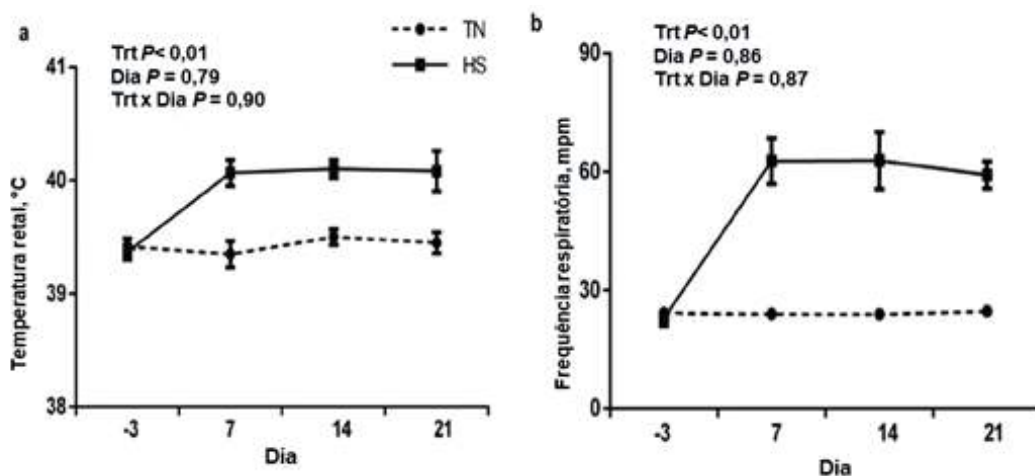 a
Trt P< 0,01
Dia P = 0,79
Trt x Dia P = 0,90
TN
HS
Temperatura retal, °C
41
40
39
38
-3 7 14 21
Dia
b
Trt P< 0,01
Dia P = 0,86
Trt x Dia P = 0,87
Frequência respiratória, mpm
90
60
30
0
-3 7 14 21
Dia